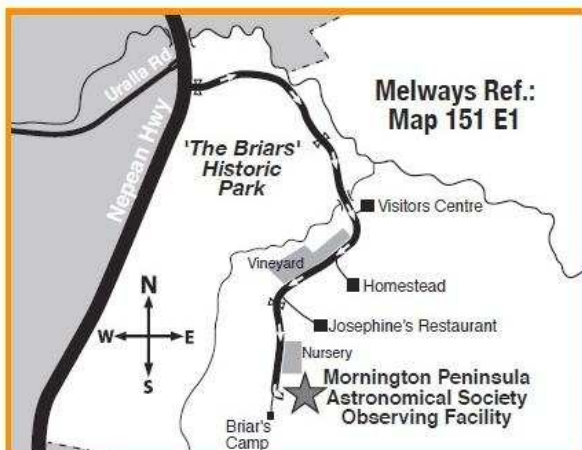 Uralla Rd
Nepean Hwy
Melways Ref.:
Map 151 E1
'The Briars'
Historic
Park
Visitors Centre
Vineyard
Homestead
N
W
E
S
Josephine's Restaurant
Nursery
Mornington Peninsula
Astronomical Society
Observing Facility
Briar's
Camp